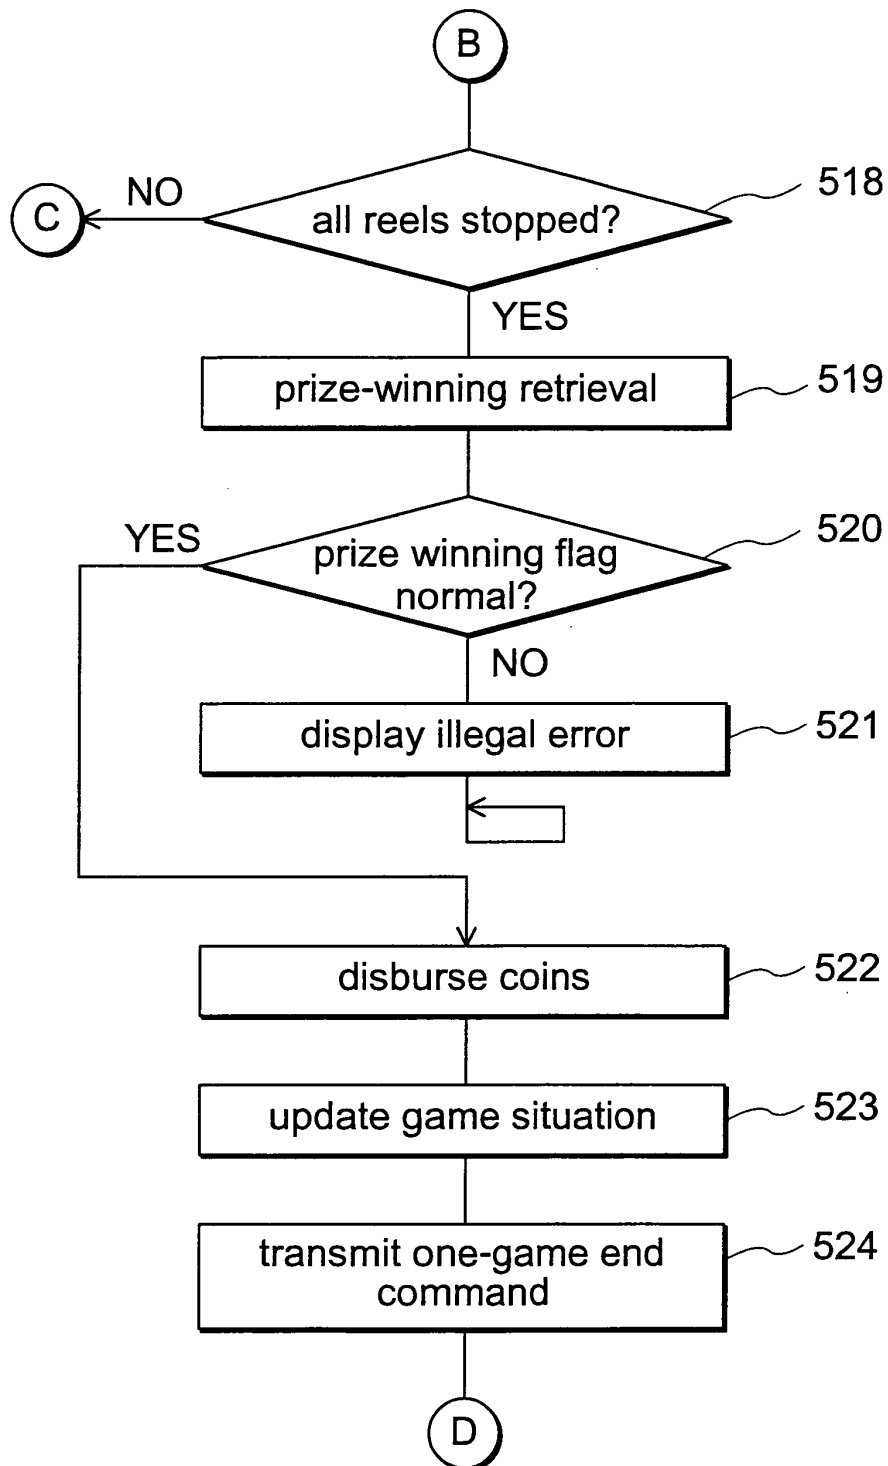 B
518
NO
C
all reels stopped?
YES
519
prize-winning retrieval
520
YES
prize winning flag
normal?
NO
521
display illegal error
522
disburse coins
523
update game situation
524
transmit one-game end
command
D